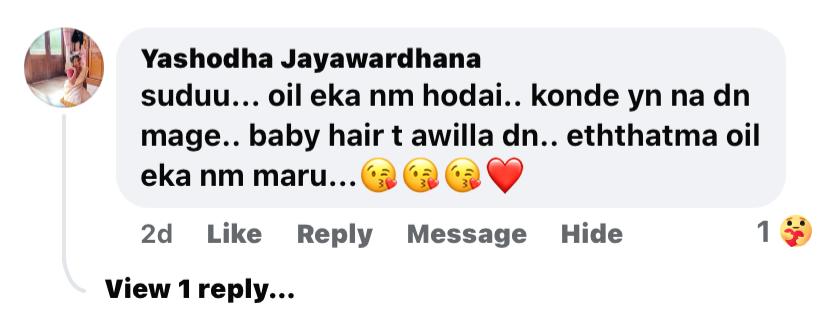 Yashodha Jayawardhana
suduu... oil eka nm hodai.. konde yn na dn
mage.. baby hair t awilla dn.. eththatma oil
eka nm maru...😘😘😘❤️
2d Like Reply Message Hide 1
View 1 reply...